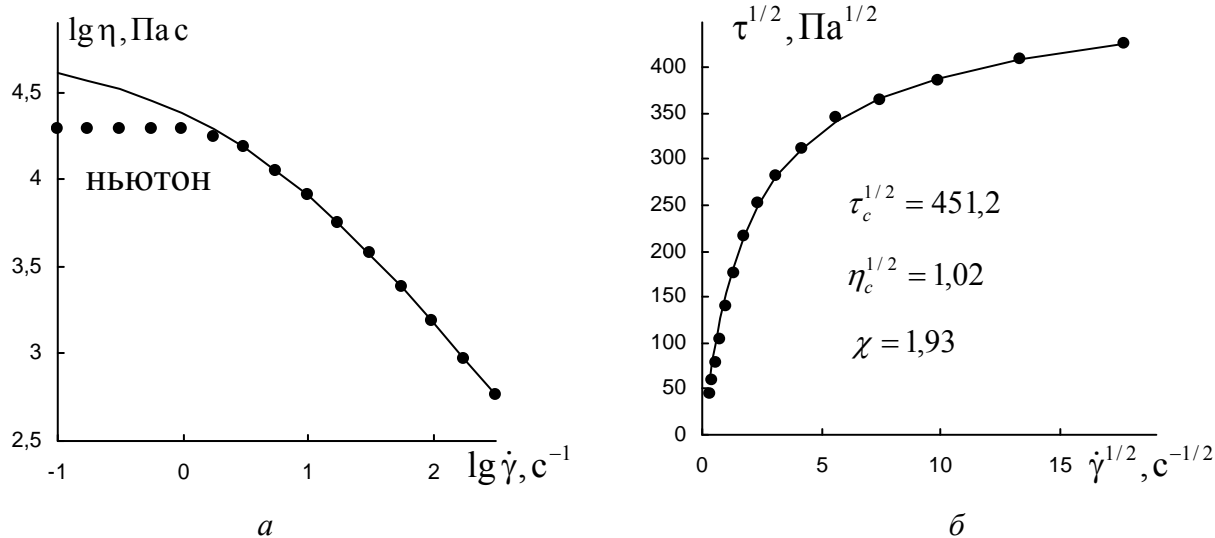 lg η, Па с
4,5
4
3,5
3
2,5
ньютон
-1 0 1 2
lg γ̇, с⁻¹
а
τ^1/2, Па^1/2
400
350
300
250
200
150
100
50
0
τ_c^1/2 = 451,2
η_c^1/2 = 1,02
χ = 1,93
0 5 10 15
γ̇^1/2, с^−1/2
б